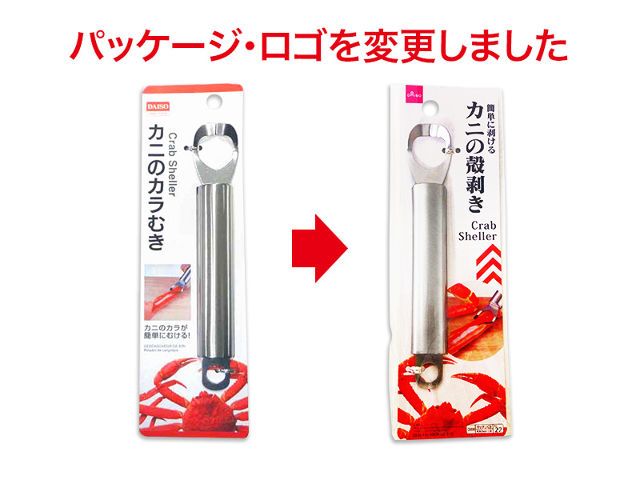 パッケージ・ロゴを変更しました
DAISO
カニのカラむき
Crab Sheller
カニのカラが
簡単にむける!
DAISO
簡単に剥ける
カニの殻剥き
Crab
Sheller